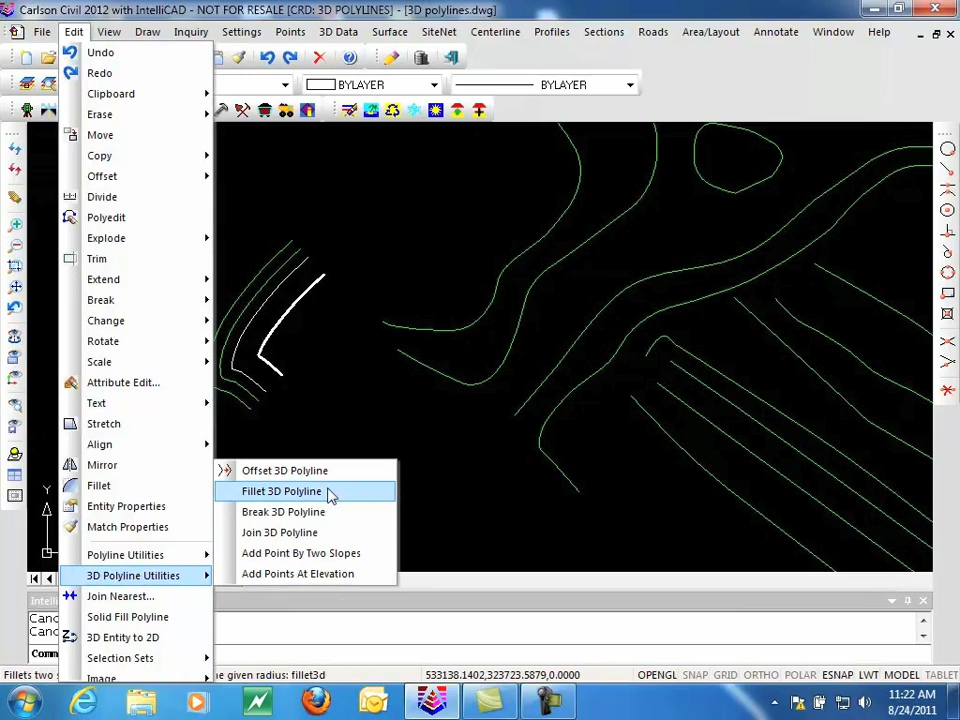 Carlson Civil 2012 with IntelliCAD - NOT FOR RESALE [CRD: 3D POLYLINES] - [3D polylines.dwg]
File Edit View Draw Inquiry Settings Points 3D Data Surface SiteNet Centerline Profiles Sections Roads Area/Layout Annotate Window Help
BYLAYER BYLAYER
Undo
Redo
Clipboard
Erase
Move
Copy
Offset
Divide
Polyedit
Explode
Trim
Extend
Break
Change
Rotate
Scale
Attribute Edit...
Text
Stretch
Align
Mirror
Fillet
Entity Properties
Match Properties
Polyline Utilities
3D Polyline Utilities
Join Nearest...
Solid Fill Polyline
3D Entity to 2D
Selection Sets
Image
Offset 3D Polyline
Fillet 3D Polyline
Break 3D Polyline
Join 3D Polyline
Add Point By Two Slopes
Add Points At Elevation
Y
Intelli
Canc
Canc
Comm
Fillets two s
e given radius: fillet3d
533138.1402,323723.5879,0.0000
OPENGL SNAP GRID ORTHO POLAR ESNAP LWT MODEL TABLET
11:22 AM
8/24/2011